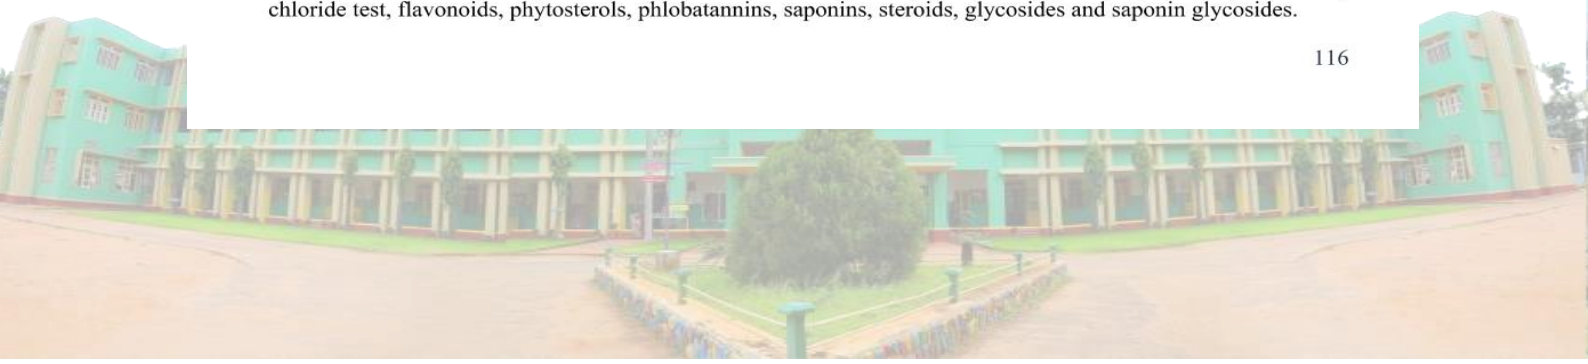 chloride test, flavonoids, phytosterols, phlobatannins, saponins, steroids, glycosides and saponin glycosides.
116